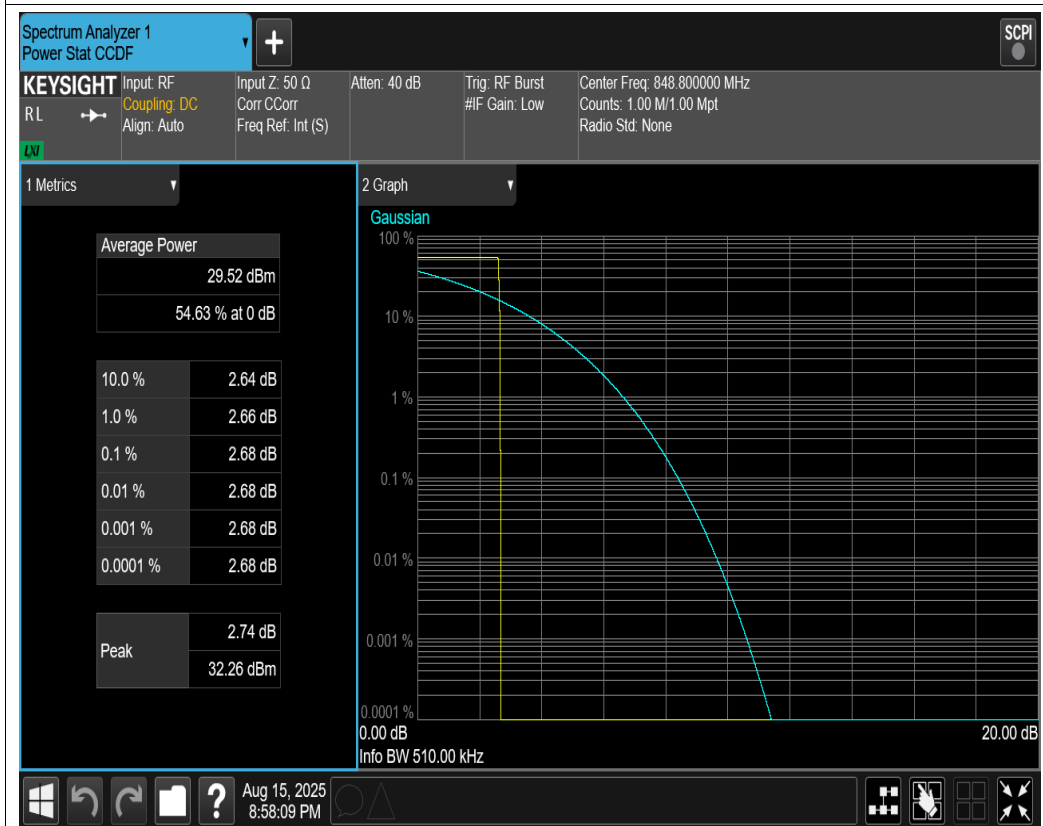 Spectrum Analyzer 1
Power Stat CCDF
SCPI
KEYSIGHT
RL
LXI
Input: RF
Coupling: DC
Align: Auto
Input Z: 50 Ω
Corr CCorr
Freq Ref: Int (S)
Atten: 40 dB
Trig: RF Burst
#IF Gain: Low
Center Freq: 848.800000 MHz
Counts: 1.00 M/1.00 Mpt
Radio Std: None
1 Metrics
Average Power
29.52 dBm
54.63 % at 0 dB
10.0 % 2.64 dB
1.0 % 2.66 dB
0.1 % 2.68 dB
0.01 % 2.68 dB
0.001 % 2.68 dB
0.0001 % 2.68 dB
Peak
2.74 dB
32.26 dBm
2 Graph
Gaussian
100 %
10 %
1 %
0.1 %
0.01 %
0.001 %
0.0001 %
0.00 dB 20.00 dB
Info BW 510.00 kHz
?
Aug 15, 2025
8:58:09 PM